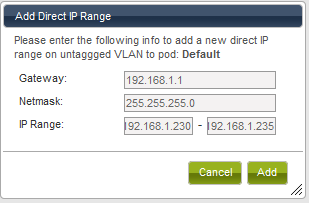 Add Direct IP Range
Please enter the following info to add a new direct IP
range on untaggged VLAN to pod: Default
Gateway: 192.168.1.1
Netmask: 255.255.255.0
IP Range: 192.168.1.230 - 192.168.1.235
Cancel Add